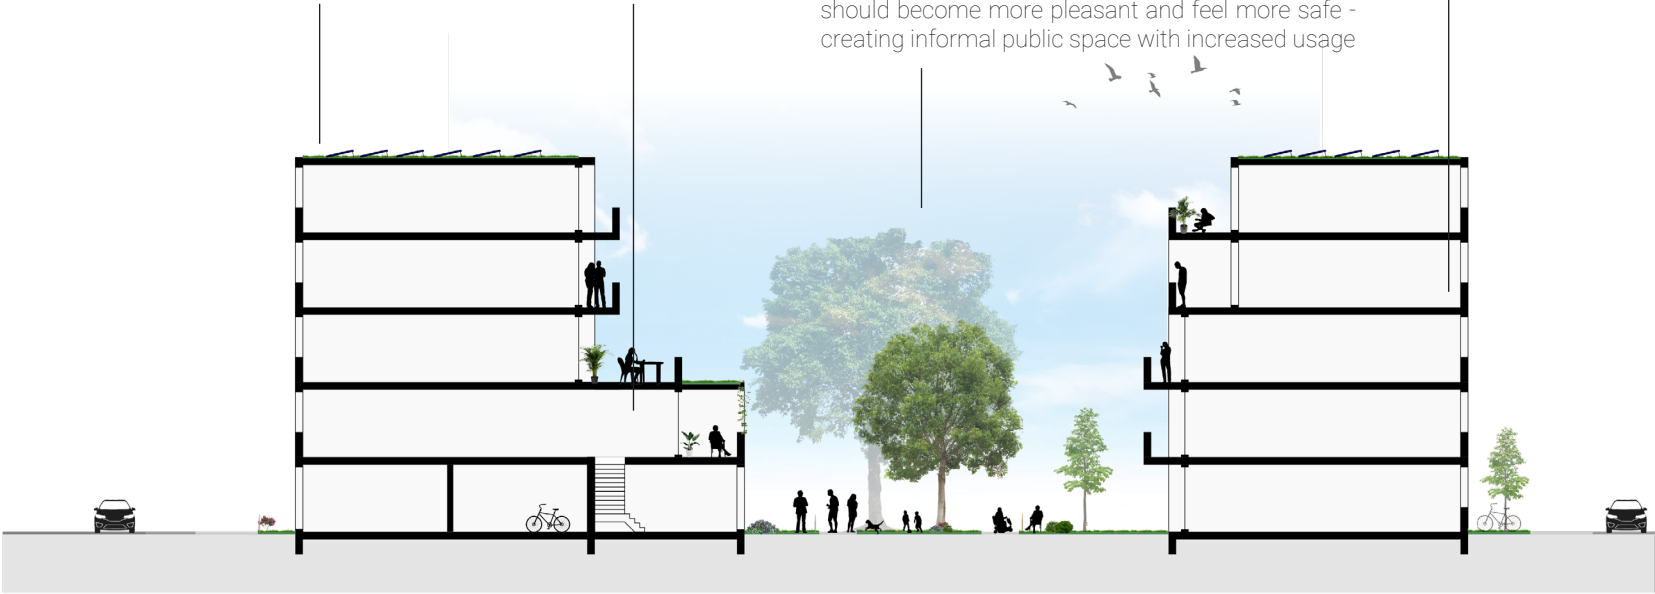 should become more pleasant and feel more safe -
creating informal public space with increased usage